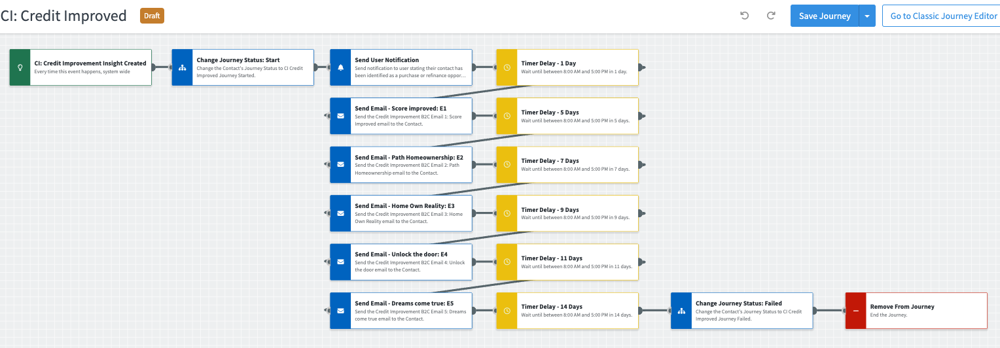 CI: Credit Improved
Draft
Save Journey
Go to Classic Journey Editor
CI: Credit Improvement Insight Created
Every time this event happens, system wide
Change Journey Status: Start
Change the Contact's Journey Status to CI Credit
Improved Journey Started.
Send User Notification
Send notification to user stating their contact has
been identified as a purchase or refinance oppor...
Timer Delay - 1 Day
Wait until between 8:00 AM and 5:00 PM in 1 day.
Send Email - Score improved: E1
Send the Credit Improvement B2C Email 1: Score
Improved email to the Contact.
Timer Delay - 5 Days
Wait until between 8:00 AM and 5:00 PM in 5 days.
Send Email - Path Homeownership: E2
Send the Credit Improvement B2C Email 2: Path
Homeownership email to the Contact.
Timer Delay - 7 Days
Wait until between 8:00 AM and 5:00 PM in 7 days.
Send Email - Home Own Reality: E3
Send the Credit Improvement B2C Email 3: Home
Own Reality email to the Contact.
Timer Delay - 9 Days
Wait until between 8:00 AM and 5:00 PM in 9 days.
Send Email - Unlock the door: E4
Send the Credit Improvement B2C Email 4: Unlock
the door email to the Contact.
Timer Delay - 11 Days
Wait until between 8:00 AM and 5:00 PM in 11 days.
Send Email - Dreams come true: E5
Send the Credit Improvement B2C Email 5: Dreams
come true email to the Contact.
Timer Delay - 14 Days
Wait until between 8:00 AM and 5:00 PM in 14 days.
Change Journey Status: Failed
Change the Contact's Journey Status to CI Credit
Improved Journey Failed.
Remove From Journey
End the Journey.